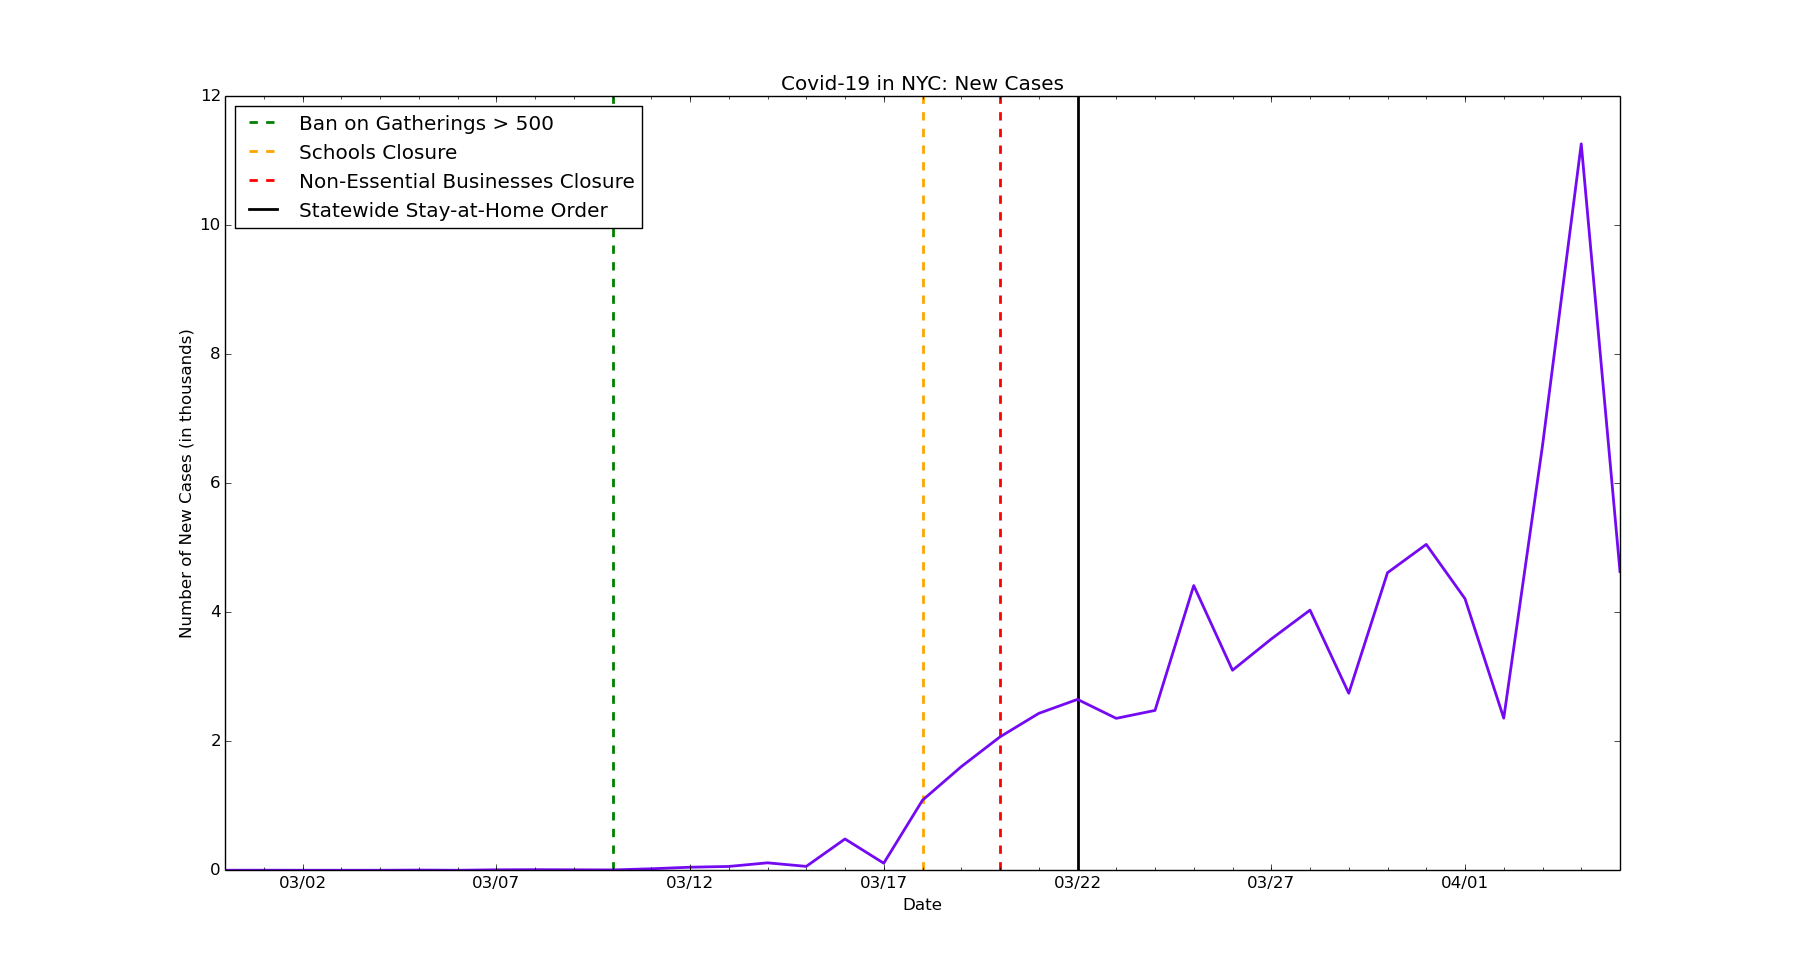 Covid-19 in NYC: New Cases
12
10
8
6
4
2
0
Number of New Cases (in thousands)
Ban on Gatherings > 500
Schools Closure
Non-Essential Businesses Closure
Statewide Stay-at-Home Order
03/02
03/07
03/12
03/17
03/22
03/27
04/01
Date